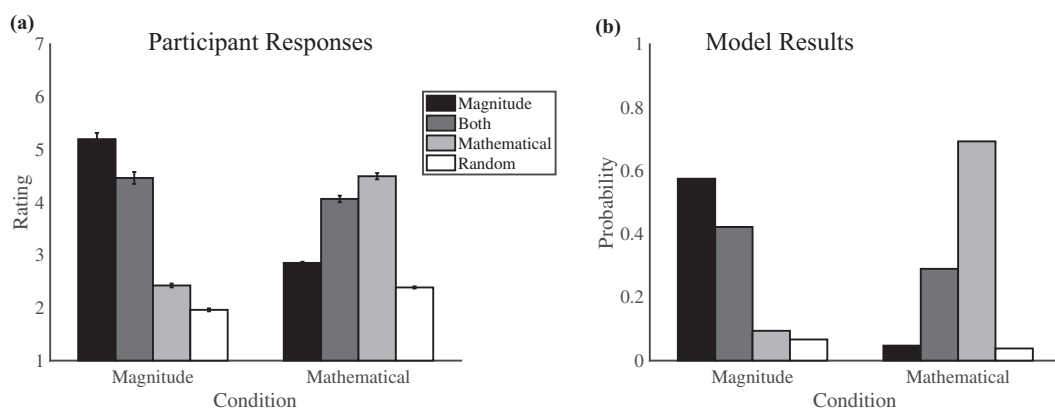 (a)
Participant Responses
7
6
5
4
3
2
1
Rating
Magnitude
Both
Mathematical
Random
Magnitude
Mathematical
Condition
(b)
Model Results
1
0.8
0.6
0.4
0.2
0
Probability
Magnitude
Mathematical
Condition